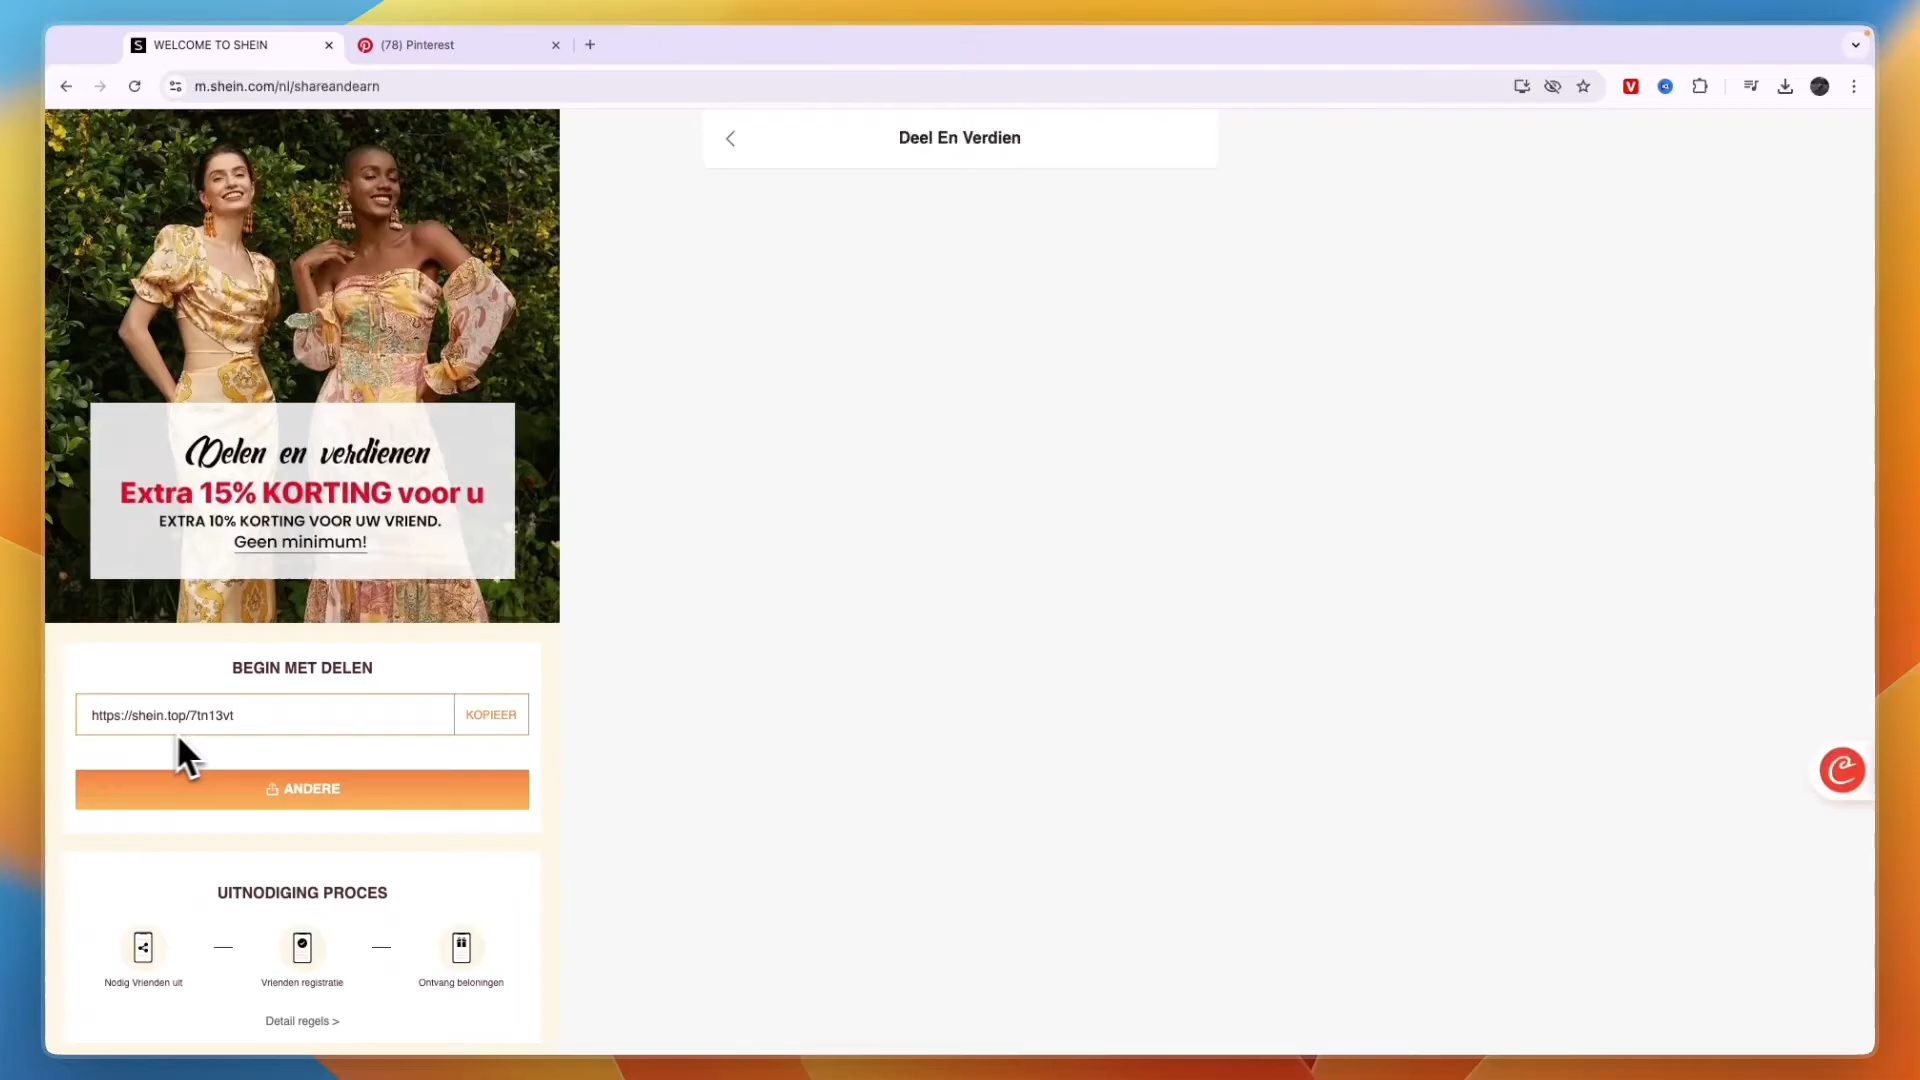 WELCOME TO SHEIN
(78) Pinterest
m.shein.com/nl/shareandearn
Deel En Verdien
Delen en verdienen
Extra 15% KORTING voor u
EXTRA 10% KORTING VOOR UW VRIEND.
Geen minimum!
BEGIN MET DELEN
https://shein.top/7tn13vt
KOPIEER
ANDERE
UITNODIGING PROCES
Nodig Vrienden uit
Vrienden registratie
Ontvang beloningen
Detail regels >